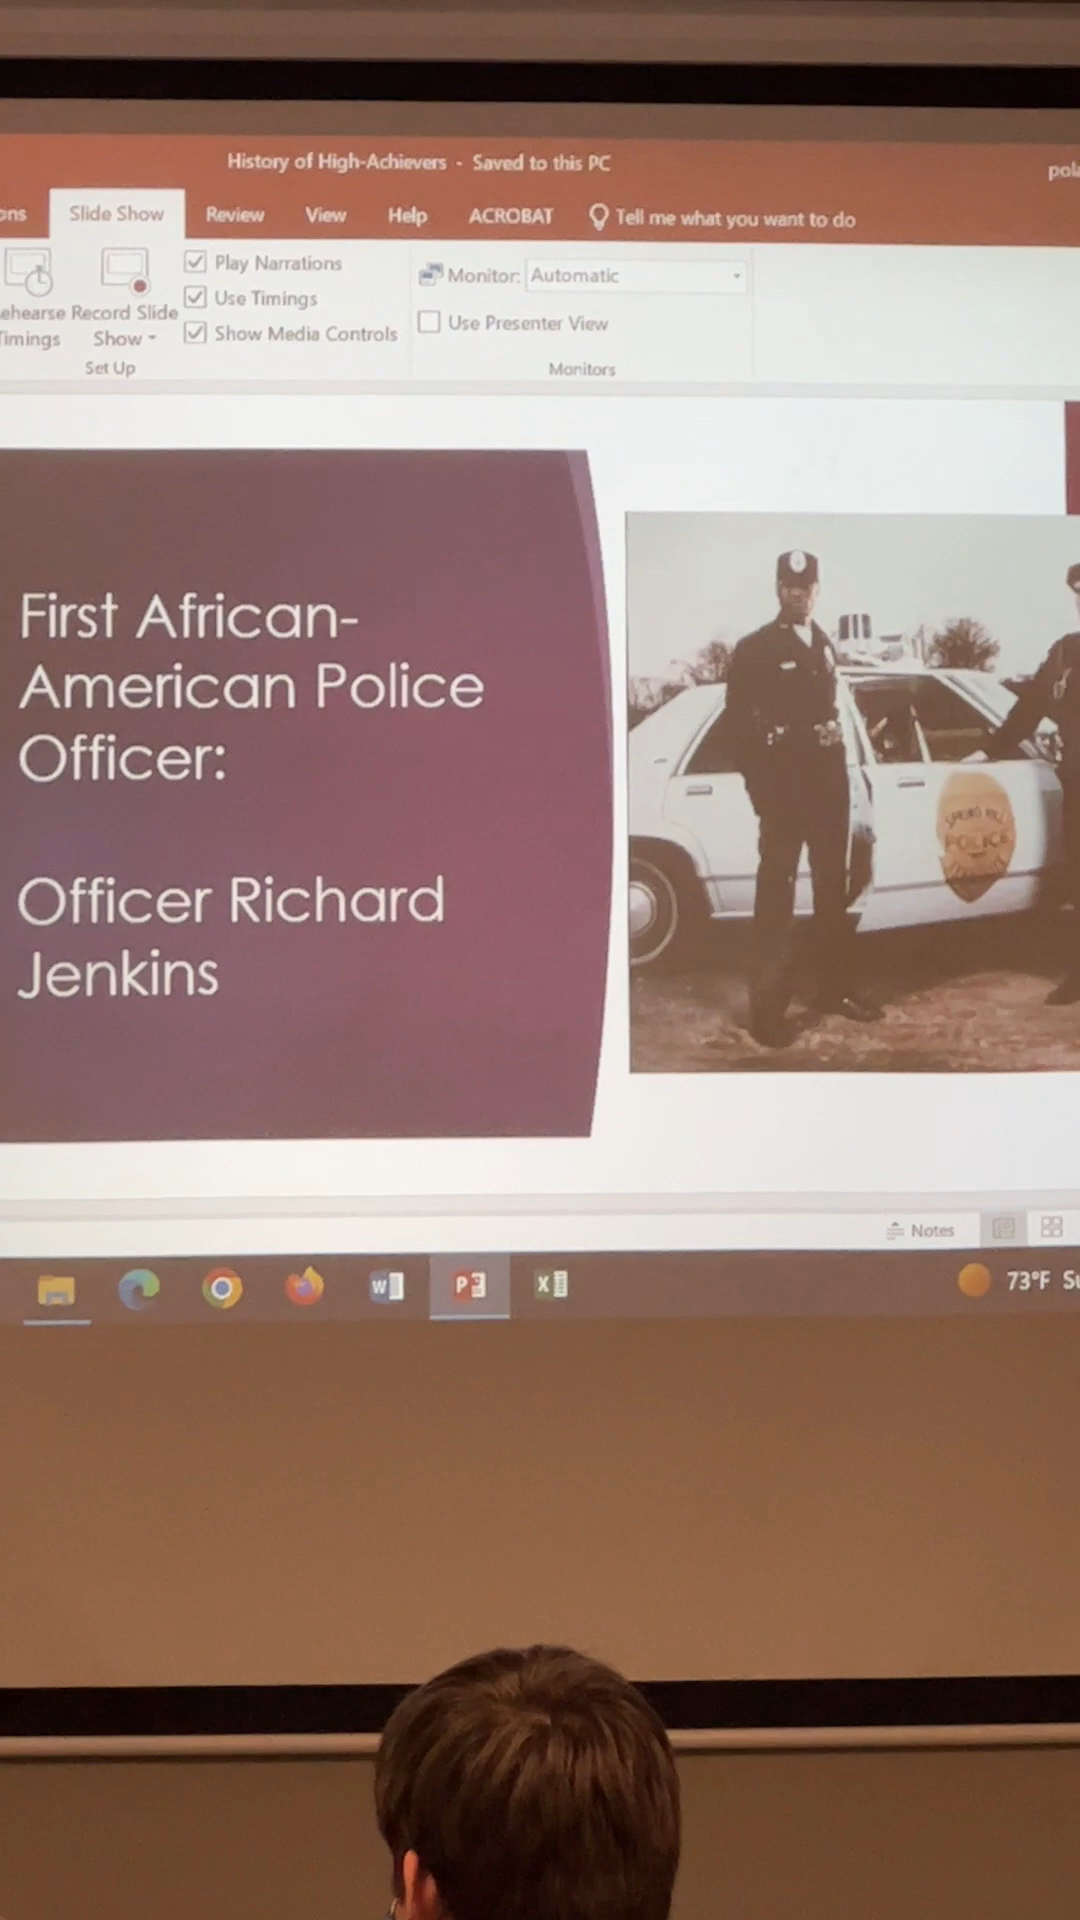 History of High-Achievers - Saved to this PC
Slide Show Review View Help ACROBAT Tell me what you want to do
Record Slide
Show
Set Up
Play Narrations
Use Timings
Show Media Controls
Monitor: Automatic
Use Presenter View
Monitors
First African-
American Police
Officer:
Officer Richard
Jenkins
SPRING HILL
POLICE
Notes
73°F